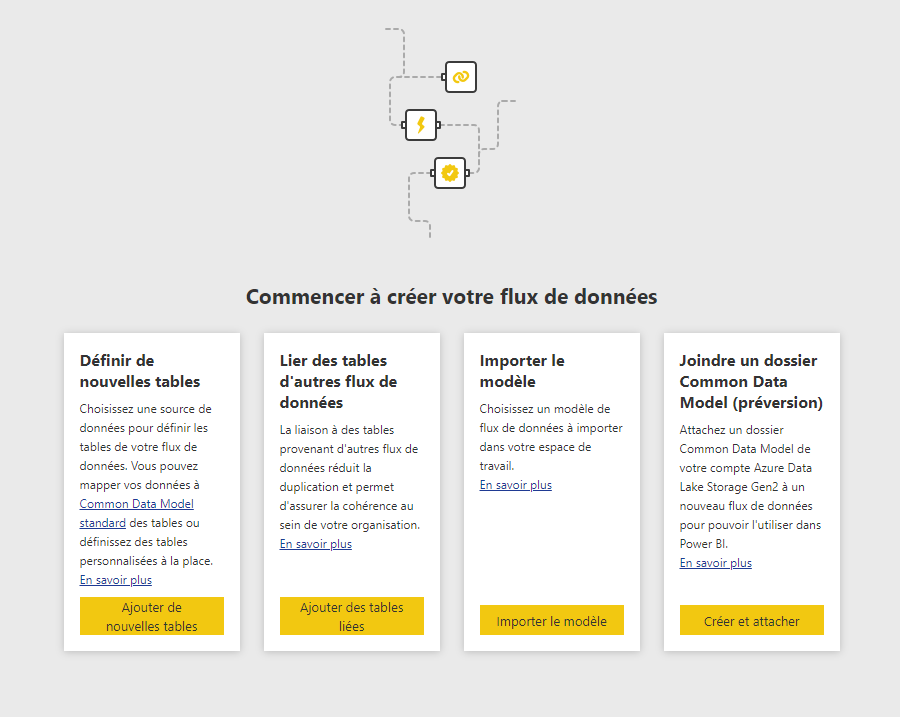 Commencer à créer votre flux de données
Définir de
nouvelles tables
Choisissez une source de
données pour définir les
tables de votre flux de
données. Vous pouvez
mapper vos données à
Common Data Model
standard des tables ou
définissez des tables
personnalisées à la place.
En savoir plus
Ajouter de
nouvelles tables
Lier des tables
d'autres flux de
données
La liaison à des tables
provenant d'autres flux de
données réduit la
duplication et permet
d'assurer la cohérence au
sein de votre organisation.
En savoir plus
Ajouter des tables
liées
Importer le
modèle
Choisissez un modèle de
flux de données à importer
dans votre espace de
travail.
En savoir plus
Importer le modèle
Joindre un dossier
Common Data
Model (préversion)
Attachez un dossier
Common Data Model de
votre compte Azure Data
Lake Storage Gen2 à un
nouveau flux de données
pour pouvoir l'utiliser dans
Power BI.
En savoir plus
Créer et attacher